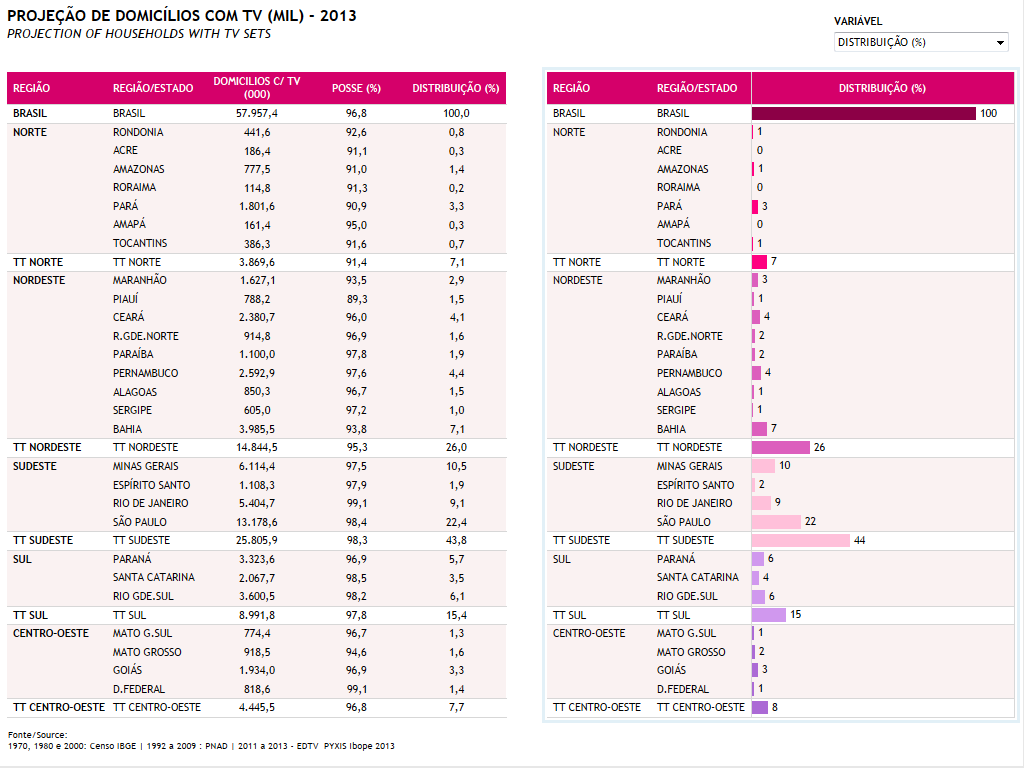 PROJEÇÃO DE DOMICÍLIOS COM TV (MIL) - 2013
PROJECTION OF HOUSEHOLDS WITH TV SETS
VARIÁVEL
DISTRIBUIÇÃO (%)
REGIÃO REGIÃO/ESTADO DOMICILIOS C/ TV (000) POSSE (%) DISTRIBUIÇÃO (%)
BRASIL BRASIL 57.957,4 96,8 100,0
NORTE RONDONIA 441,6 92,6 0,8
ACRE 186,4 91,1 0,3
AMAZONAS 777,5 91,0 1,4
RORAIMA 114,8 91,3 0,2
PARÁ 1.801,6 90,9 3,3
AMAPÁ 161,4 95,0 0,3
TOCANTINS 386,3 91,6 0,7
TT NORTE TT NORTE 3.869,6 91,4 7,1
NORDESTE MARANHÃO 1.627,1 93,5 2,9
PIAUÍ 788,2 89,3 1,5
CEARÁ 2.380,7 96,0 4,1
R.GDE.NORTE 914,8 96,9 1,6
PARAÍBA 1.100,0 97,8 1,9
PERNAMBUCO 2.592,9 97,6 4,4
ALAGOAS 850,3 96,7 1,5
SERGIPE 605,0 97,2 1,0
BAHIA 3.985,5 93,8 7,1
TT NORDESTE TT NORDESTE 14.844,5 95,3 26,0
SUDESTE MINAS GERAIS 6.114,4 97,5 10,5
ESPÍRITO SANTO 1.108,3 97,9 1,9
RIO DE JANEIRO 5.404,7 99,1 9,1
SÃO PAULO 13.178,6 98,4 22,4
TT SUDESTE TT SUDESTE 25.805,9 98,3 43,8
SUL PARANÁ 3.323,6 96,9 5,7
SANTA CATARINA 2.067,7 98,5 3,5
RIO GDE.SUL 3.600,5 98,2 6,1
TT SUL TT SUL 8.991,8 97,8 15,4
CENTRO-OESTE MATO G.SUL 774,4 96,7 1,3
MATO GROSSO 918,5 94,6 1,6
GOIÁS 1.934,0 96,9 3,3
D.FEDERAL 818,6 99,1 1,4
TT CENTRO-OESTE TT CENTRO-OESTE 4.445,5 96,8 7,7
REGIÃO REGIÃO/ESTADO DISTRIBUIÇÃO (%)
BRASIL BRASIL 100
NORTE RONDONIA 1
ACRE 0
AMAZONAS 1
RORAIMA 0
PARÁ 3
AMAPÁ 0
TOCANTINS 1
TT NORTE TT NORTE 7
NORDESTE MARANHÃO 3
PIAUÍ 1
CEARÁ 4
R.GDE.NORTE 2
PARAÍBA 2
PERNAMBUCO 4
ALAGOAS 1
SERGIPE 1
BAHIA 7
TT NORDESTE TT NORDESTE 26
SUDESTE MINAS GERAIS 10
ESPÍRITO SANTO 2
RIO DE JANEIRO 9
SÃO PAULO 22
TT SUDESTE TT SUDESTE 44
SUL PARANÁ 6
SANTA CATARINA 4
RIO GDE.SUL 6
TT SUL TT SUL 15
CENTRO-OESTE MATO G.SUL 1
MATO GROSSO 2
GOIÁS 3
D.FEDERAL 1
TT CENTRO-OESTE TT CENTRO-OESTE 8
Fonte/Source:
1970, 1980 e 2000: Censo IBGE | 1992 a 2009 : PNAD | 2011 a 2013 - EDTV PYXIS Ibope 2013